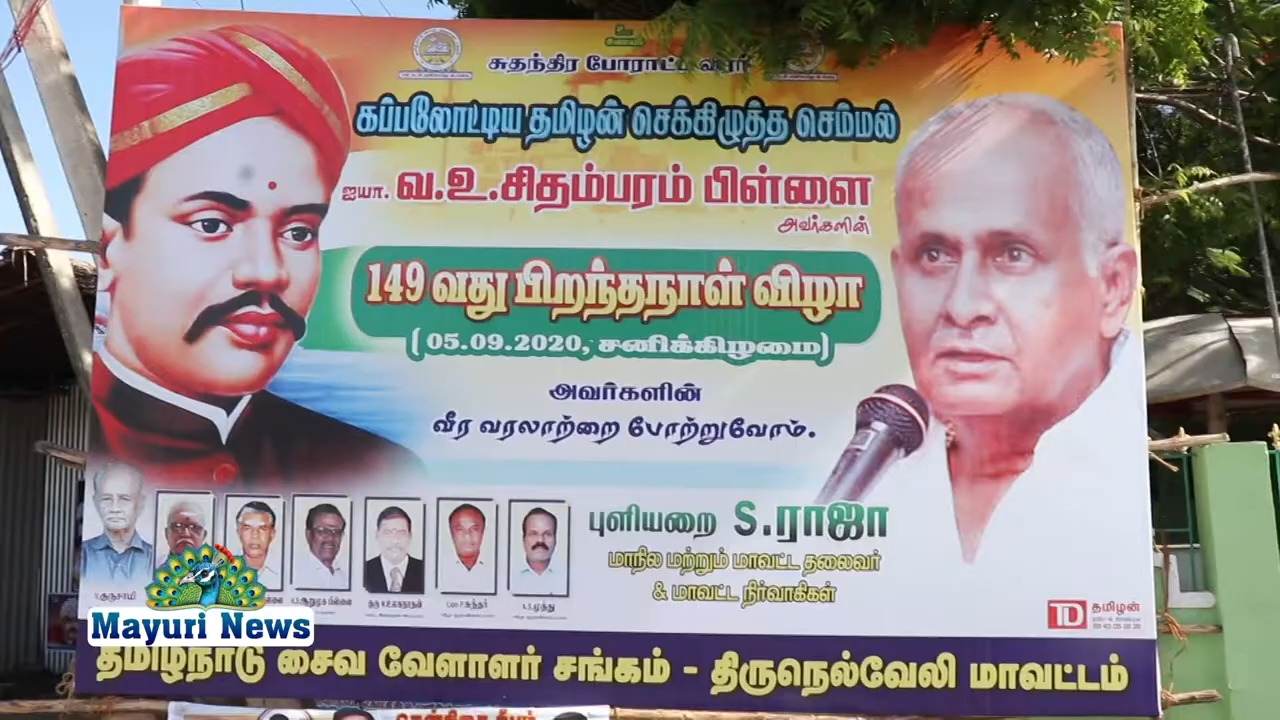 சுதந்திர போராட்ட வீரர்
கப்பலோட்டிய தமிழன் செக்கிழுத்த செம்மல்
ஐயா. வ.உ.சிதம்பரம் பிள்ளை
அவர்களின்
149 வது பிறந்தநாள் விழா
( 05.09.2020, சனிக்கிழமை)
அவர்களின்
வீர வரலாற்றை போற்றுவோம்.
புளியறை S.ராஜா
மாநில மற்றும் மாவட்ட தலைவர்
& மாவட்ட நிர்வாகிகள்
TD தமிழன்
Mayuri News
தமிழ்நாடு சைவ வேளாளர் சங்கம் - திருநெல்வேலி மாவட்டம்